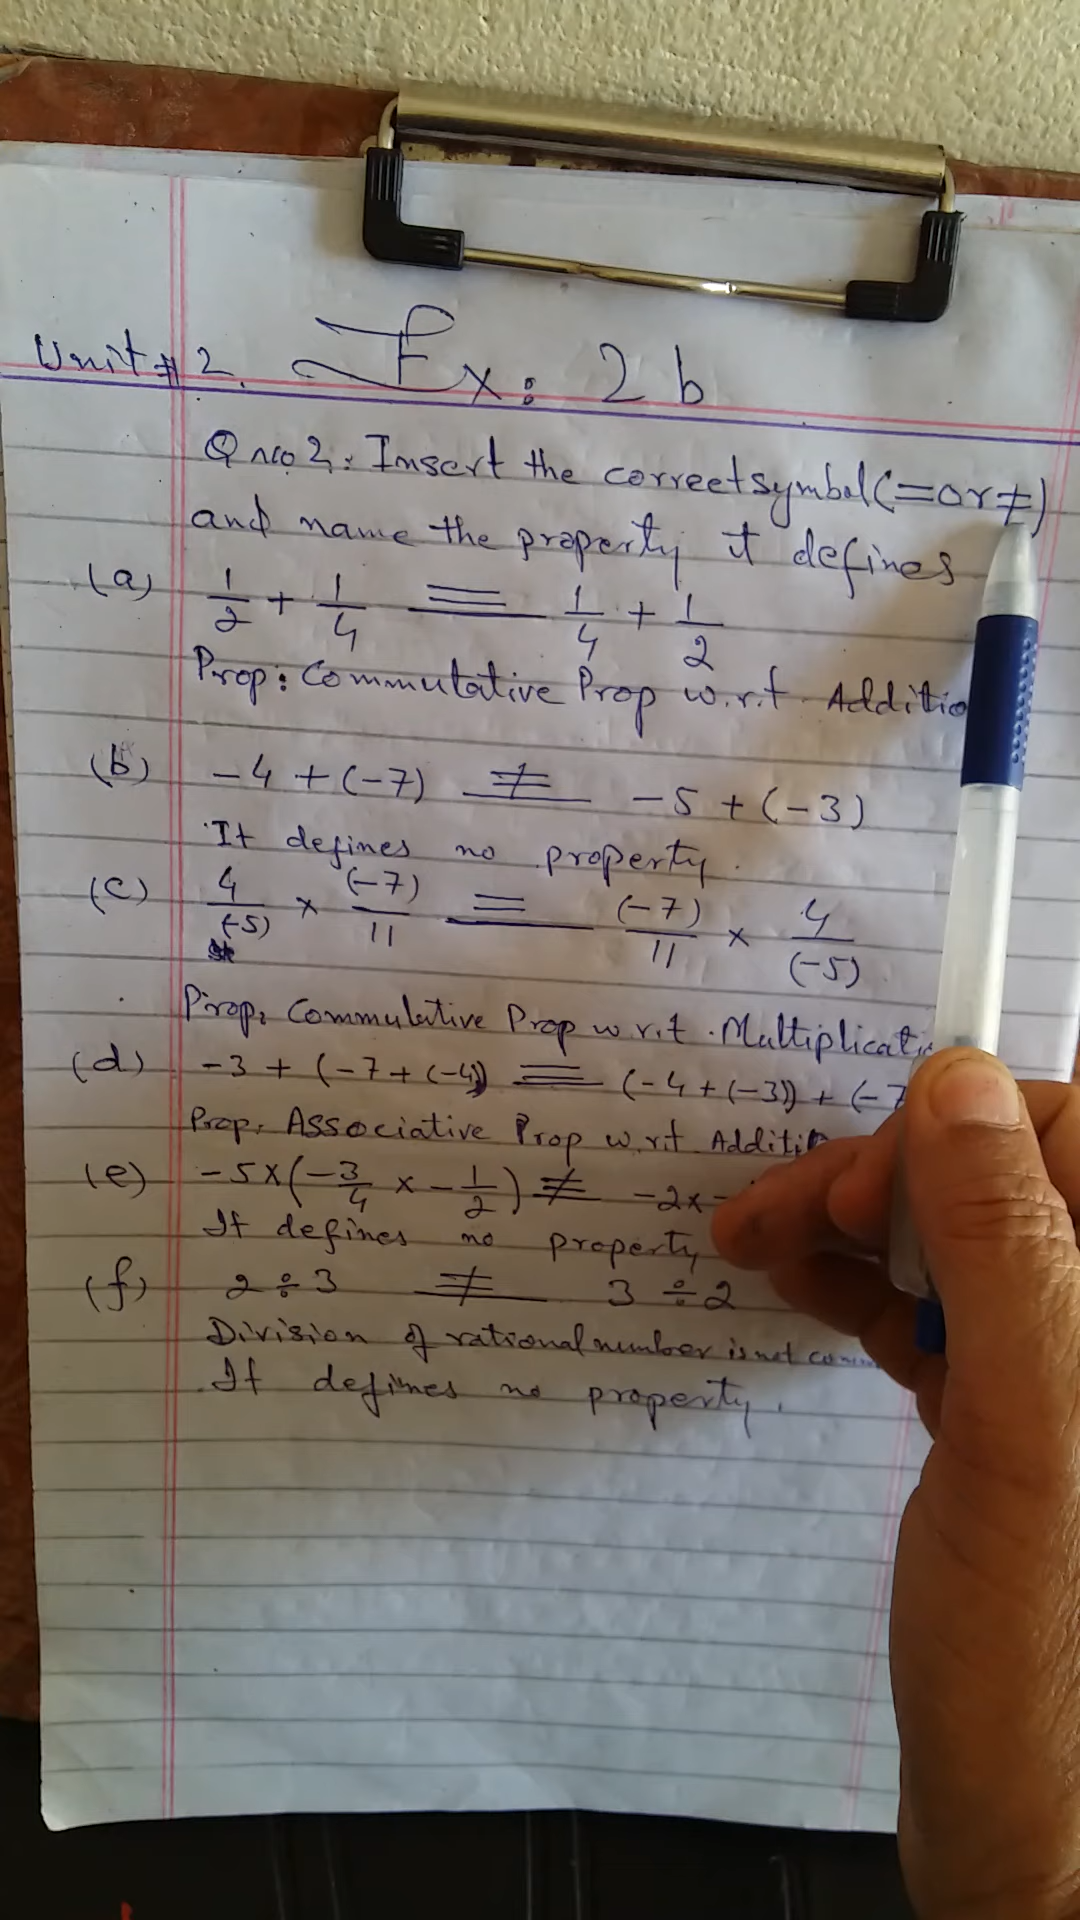 Unit # 2. Ex: 2 b
Q no 2: Insert the correct symbol (= or ≠)
and name the property it defines
(a) 1/2 + 1/4 = 1/4 + 1/2
Prop: Commutative Prop w.r.t. Additio
(b) -4 + (-7) ≠ -5 + (-3)
It defines no property.
(c) 4/(-5) × (-7)/11 = (-7)/11 × 4/(-5)
Prop: Commutative Prop w.r.t. Multiplicati
(d) -3 + (-7 + (-4)) = (-4 + (-3)) + (-7
Prop: Associative Prop w.r.t Additi
(e) -5 × (-3/4 × -1/2) ≠ -2 × -
It defines no property
(f) 2 ÷ 3 ≠ 3 ÷ 2
Division of rational number is not com
It defines no property.